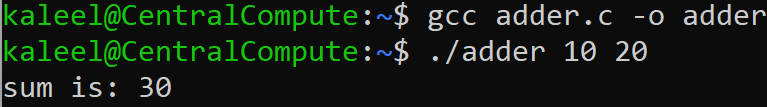 kaleel@CentralCompute:~$ gcc adder.c -o adder
kaleel@CentralCompute:~$ ./adder 10 20
sum is: 30